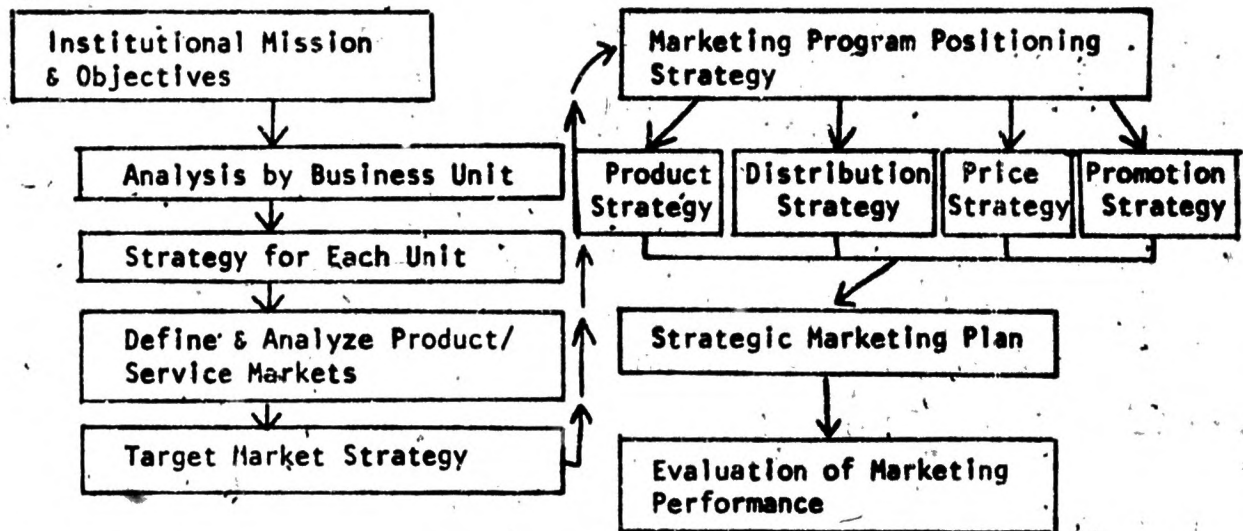 Institutional Mission
& Objectives
Analysis by Business Unit
Strategy for Each Unit
Define & Analyze Product/
Service Markets
Target Market Strategy
Marketing Program Positioning
Strategy
Product
Strategy
Distribution
Strategy
Price
Strategy
Promotion
Strategy
Strategic Marketing Plan
Evaluation of Marketing
Performance